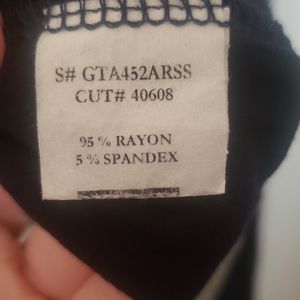 S# GTA452ARSS
CUT# 40608
95 % RAYON
5 % SPANDEX